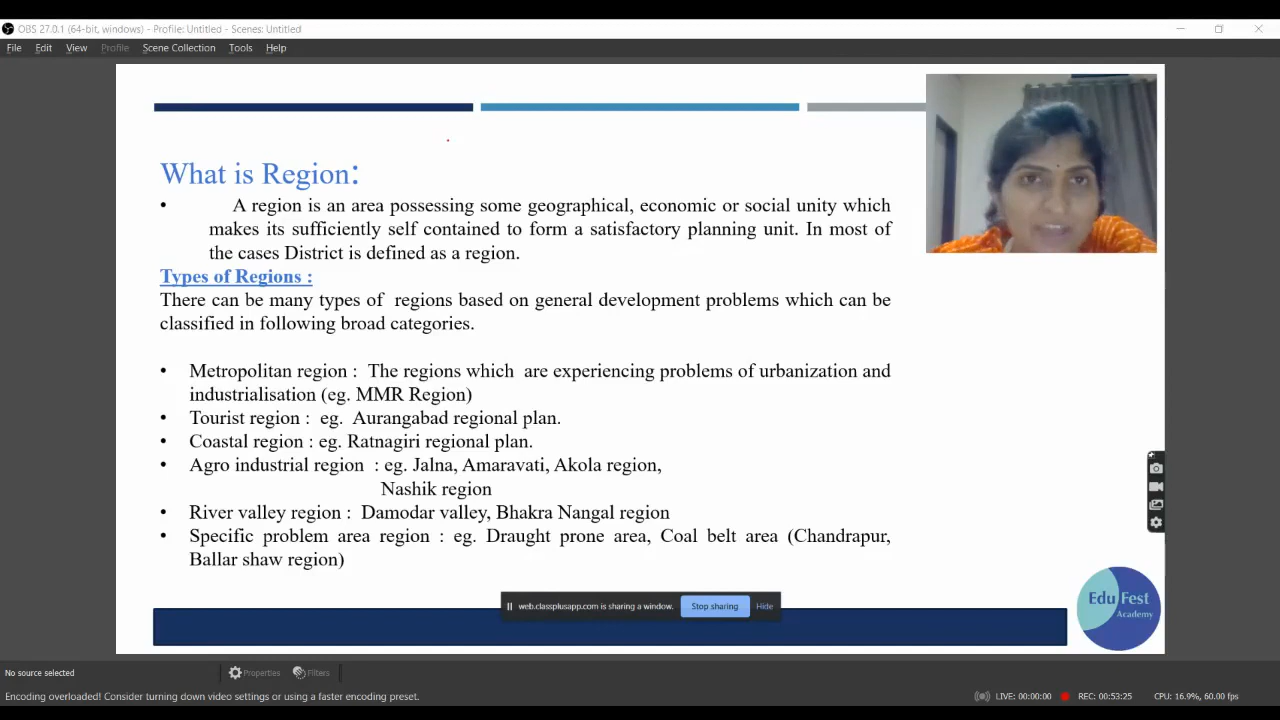 OBS 27.0.1 (64-bit, windows) - Profile: Untitled - Scenes: Untitled
File Edit View Profile Scene Collection Tools Help
What is Region:
• A region is an area possessing some geographical, economic or social unity which
makes its sufficiently self contained to form a satisfactory planning unit. In most of
the cases District is defined as a region.
Types of Regions :
There can be many types of regions based on general development problems which can be
classified in following broad categories.
• Metropolitan region : The regions which are experiencing problems of urbanization and
industrialisation (eg. MMR Region)
• Tourist region : eg. Aurangabad regional plan.
• Coastal region : eg. Ratnagiri regional plan.
• Agro industrial region : eg. Jalna, Amaravati, Akola region,
Nashik region
• River valley region : Damodar valley, Bhakra Nangal region
• Specific problem area region : eg. Draught prone area, Coal belt area (Chandrapur,
Ballar shaw region)
web.classplusapp.com is sharing a window. Stop sharing Hide
Edu Fest
Academy
No source selected Properties Filters
Encoding overloaded! Consider turning down video settings or using a faster encoding preset. LIVE: 00:00:00 REC: 00:53:25 CPU: 16.9%, 60.00 fps